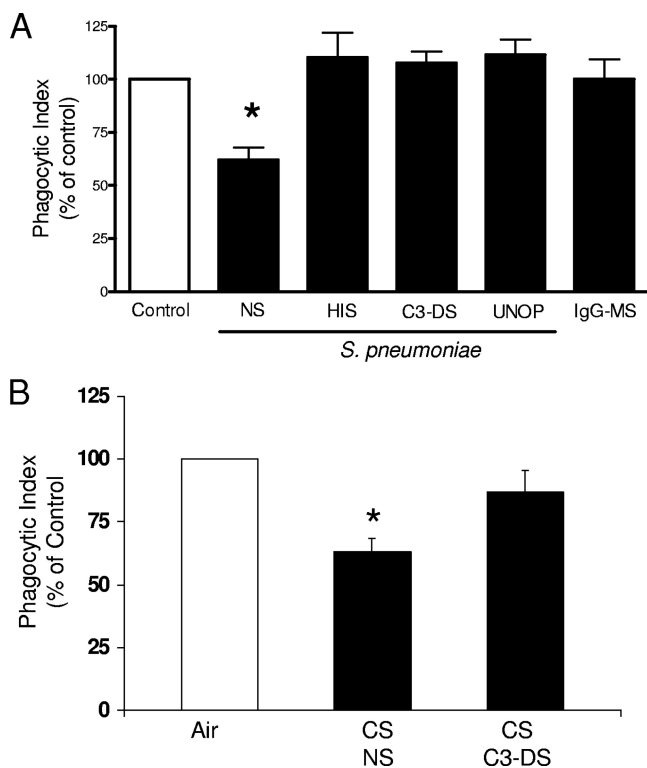 A
Phagocytic Index
(% of control)
125
100
75
50
25
0
*
Control NS HIS C3-DS UNOP IgG-MS
S. pneumoniae
B
Phagocytic Index
(% of Control
125
100
75
50
25
0
*
Air CS CS
NS C3-DS